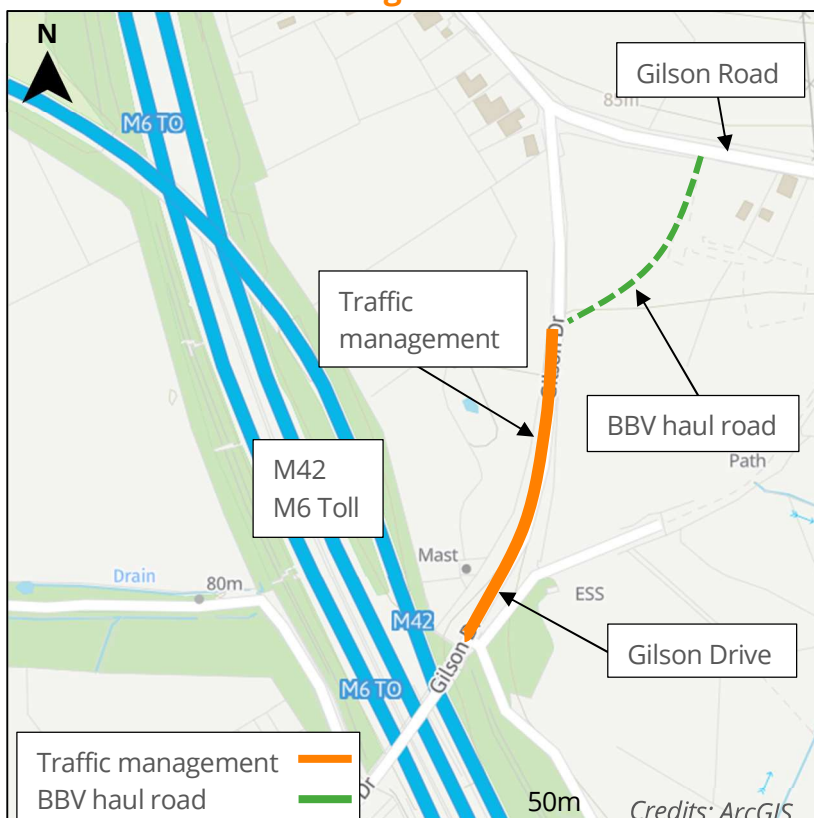 g
N
Gilson Road
85m
M6 TO
Traffic
management
Gilson Dr
BBV haul road
M42
M6 Toll
Path
Mast
Drain
80m
ESS
M42
Gilson Dr
Gilson Drive
M6 TO
Traffic management
BBV haul road
Dr
50m
Credits: ArcGIS